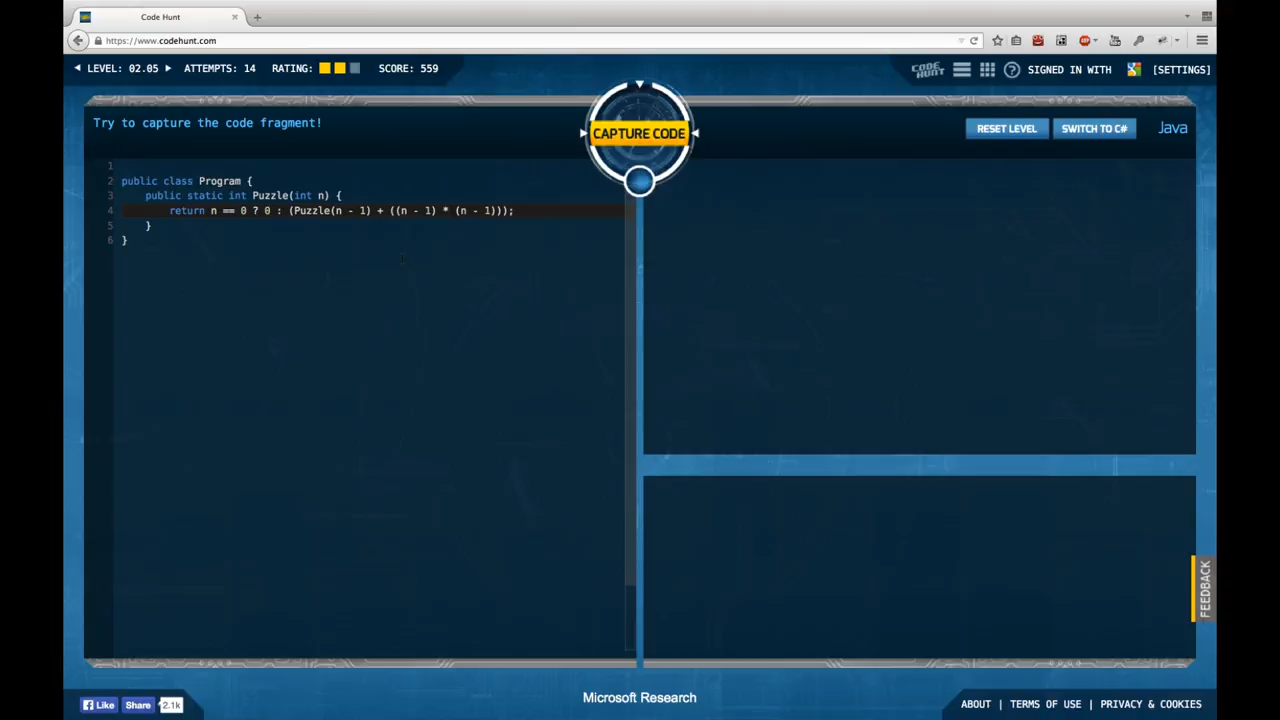 Code Hunt
https://www.codehunt.com
LEVEL: 02.05 ATTEMPTS: 14 RATING: SCORE: 559
CODE HUNT
SIGNED IN WITH
[SETTINGS]
Try to capture the code fragment!
CAPTURE CODE
RESET LEVEL
SWITCH TO C#
Java
1
2 public class Program {
3 public static int Puzzle(int n) {
4 return n == 0 ? 0 : (Puzzle(n - 1) + ((n - 1) * (n - 1)));
5 }
6 }
FEEDBACK
Like Share 2.1k
Microsoft Research
ABOUT | TERMS OF USE | PRIVACY & COOKIES